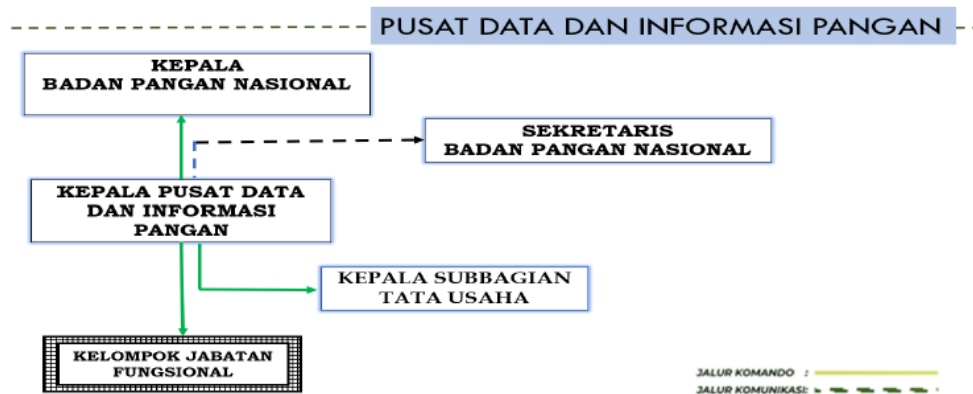 PUSAT DATA DAN INFORMASI PANGAN
KEPALA
BADAN PANGAN NASIONAL
SEKRETARIS
BADAN PANGAN NASIONAL
KEPALA PUSAT DATA
DAN INFORMASI
PANGAN
KEPALA SUBBAGIAN
TATA USAHA
KELOMPOK JABATAN
FUNGSIONAL
JALUR KOMANDO :
JALUR KOMUNIKASI: